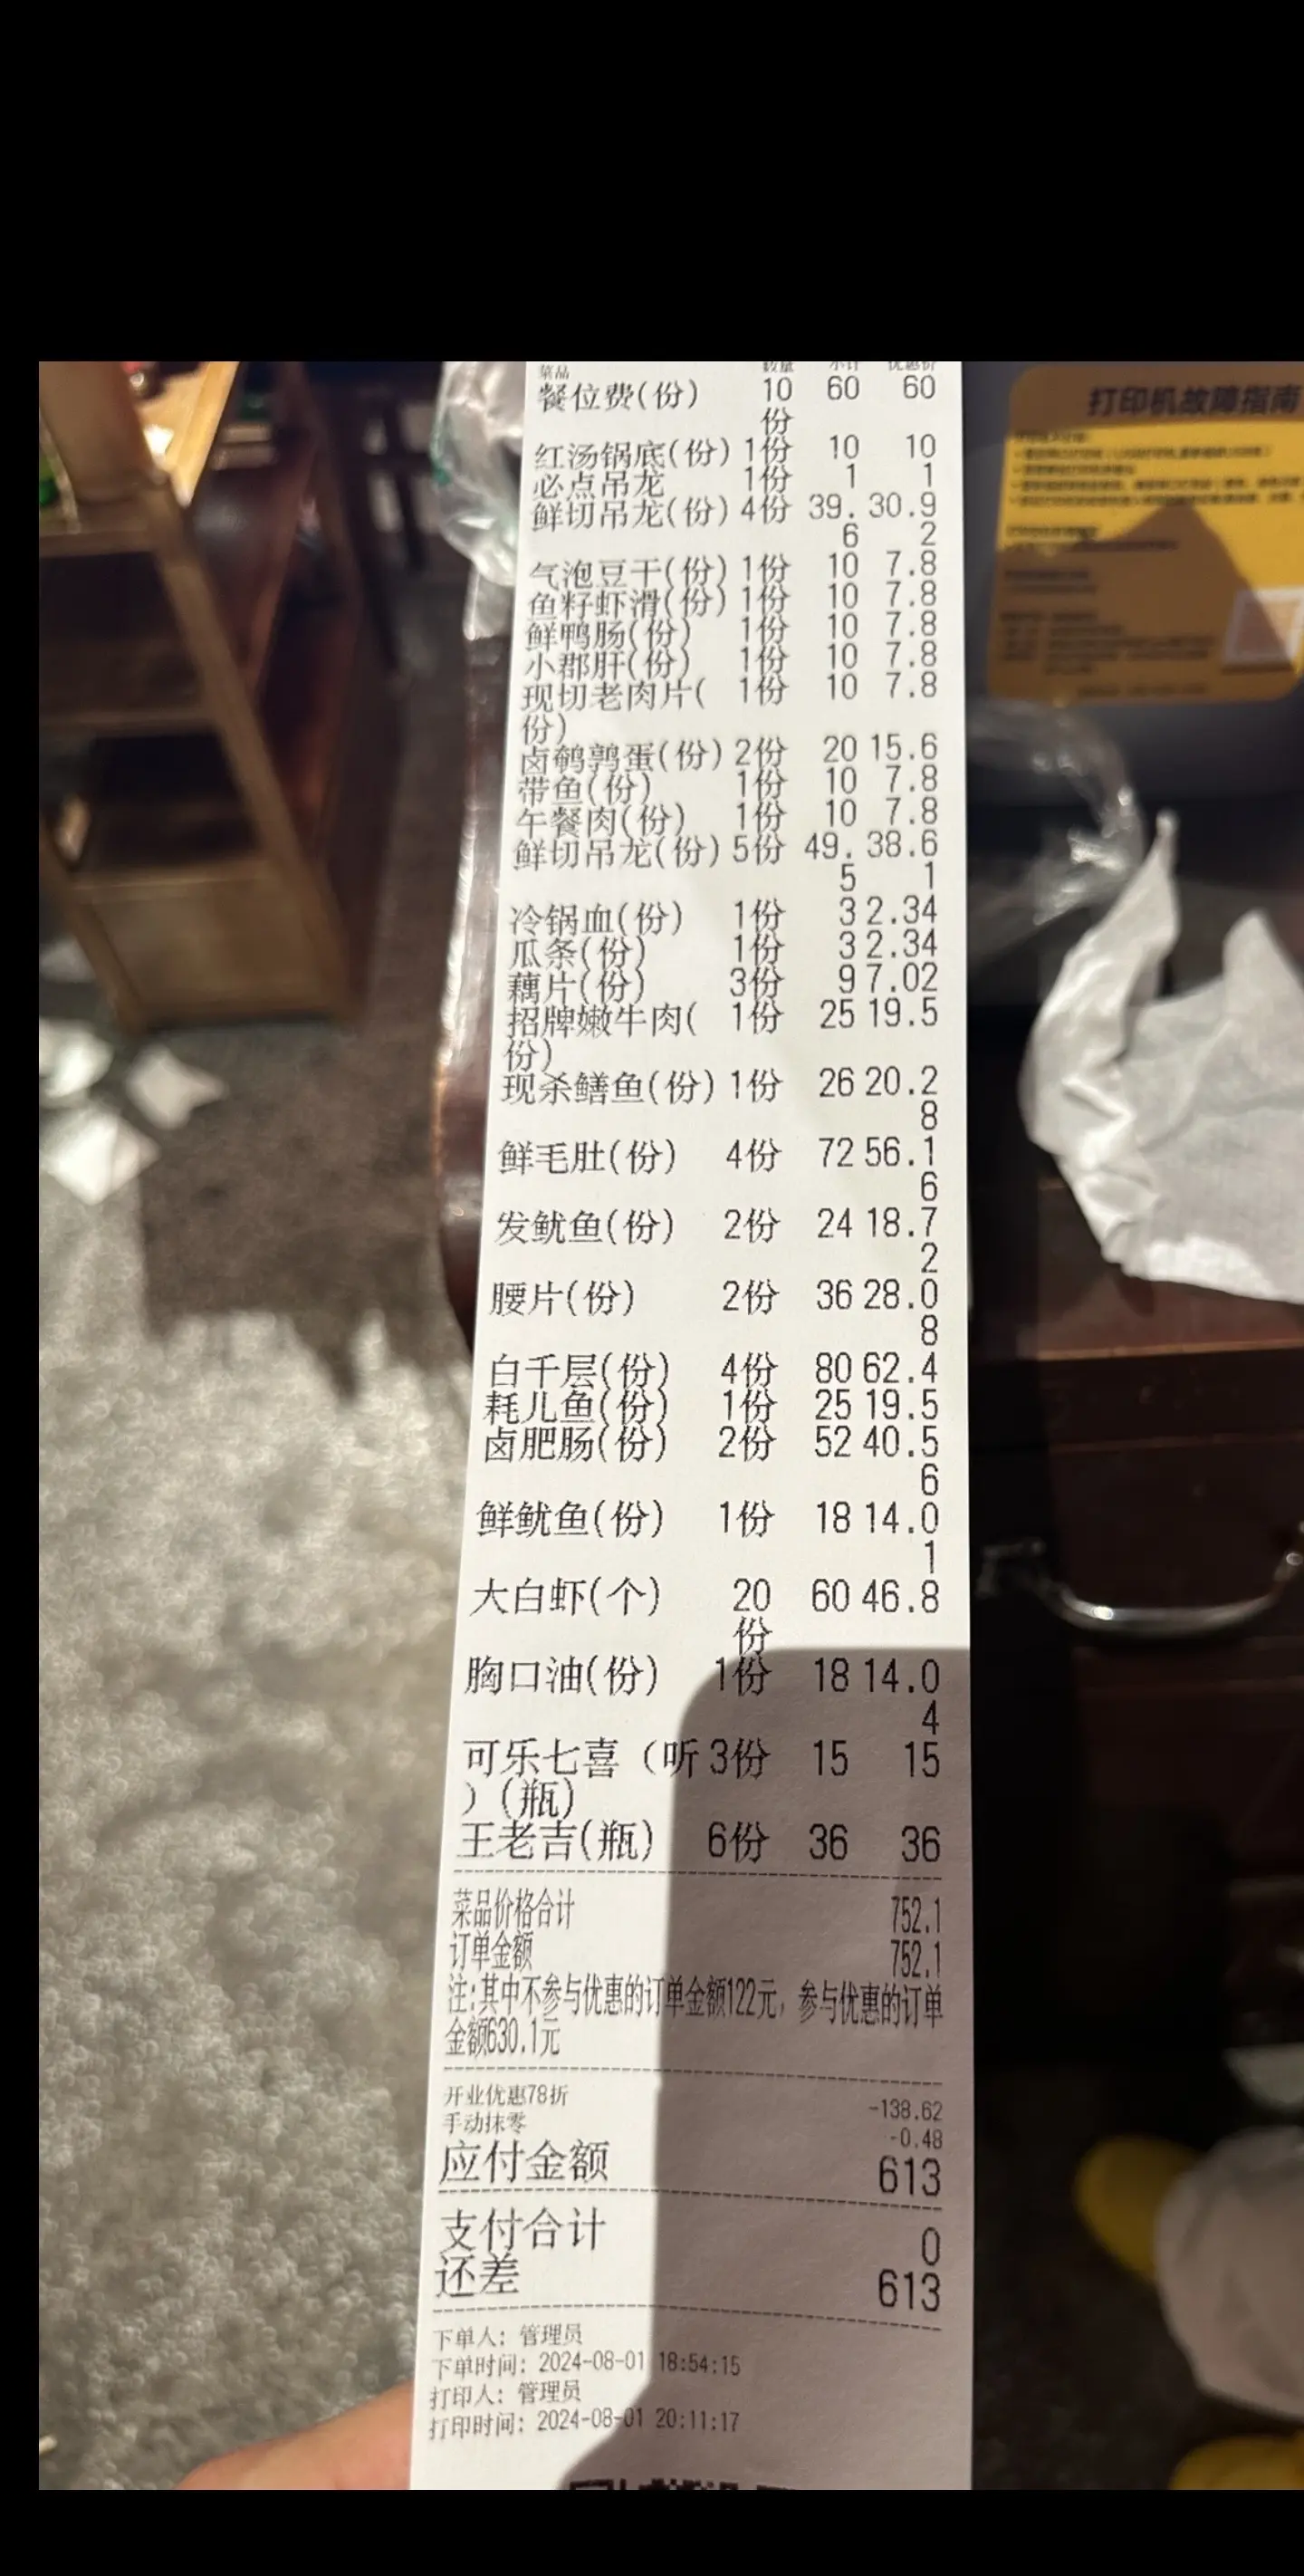 菜品 数量 小计 优惠价
餐位费(份) 10 60 60
份
红汤锅底(份) 1份 10 10
必点吊龙 1份 1 1
鲜切吊龙(份) 4份 39. 30.9
6 2
气泡豆干(份) 1份 10 7.8
鱼籽虾滑(份) 1份 10 7.8
鲜鸭肠(份) 1份 10 7.8
小郡肝(份) 1份 10 7.8
现切老肉片( 1份 10 7.8
份)
卤鹌鹑蛋(份) 2份 20 15.6
带鱼(份) 1份 10 7.8
午餐肉(份) 1份 10 7.8
鲜切吊龙(份) 5份 49. 38.6
5 1
冷锅血(份) 1份 3 2.34
瓜条(份) 1份 3 2.34
藕片(份) 3份 9 7.02
招牌嫩牛肉( 1份 25 19.5
份)
现杀鳝鱼(份) 1份 26 20.2
8
鲜毛肚(份) 4份 72 56.1
6
发鱿鱼(份) 2份 24 18.7
2
腰片(份) 2份 36 28.0
8
白千层(份) 4份 80 62.4
耗儿鱼(份) 1份 25 19.5
卤肥肠(份) 2份 52 40.5
6
鲜鱿鱼(份) 1份 18 14.0
1
大白虾(个) 20 60 46.8
份
胸口油(份) 1份 18 14.0
4
可乐七喜（听 3份 15 15
）(瓶)
王老吉(瓶) 6份 36 36
菜品价格合计 752.1
订单金额 752.1
注:其中不参与优惠的订单金额122元，参与优惠的订单
金额630.1元
开业优惠78折 -138.62
手动抹零 -0.48
应付金额 613
支付合计 0
还差 613
下单人: 管理员
下单时间: 2024-08-01 18:54:15
打印人: 管理员
打印时间: 2024-08-01 20:11:17
打印机故障指南